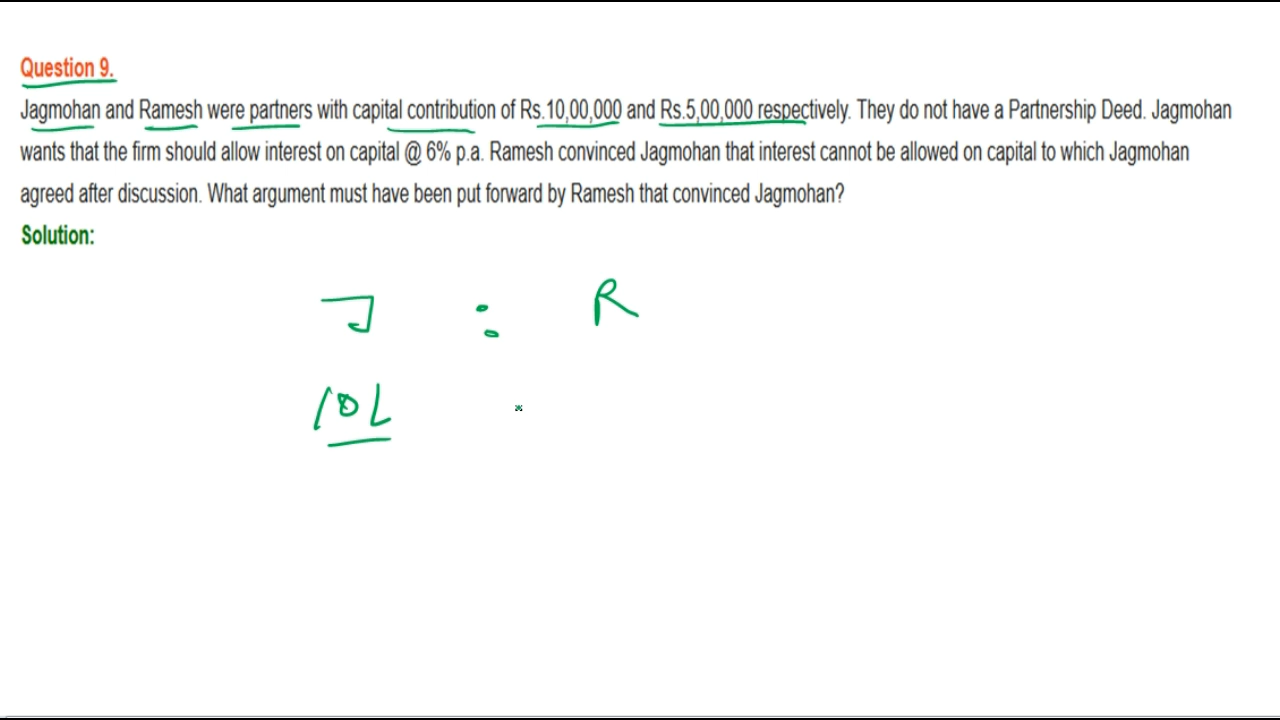 Question 9.
Jagmohan and Ramesh were partners with capital contribution of Rs.10,00,000 and Rs.5,00,000 respectively. They do not have a Partnership Deed. Jagmohan
wants that the firm should allow interest on capital @ 6% p.a. Ramesh convinced Jagmohan that interest cannot be allowed on capital to which Jagmohan
agreed after discussion. What argument must have been put forward by Ramesh that convinced Jagmohan?
Solution:
J : R
10L